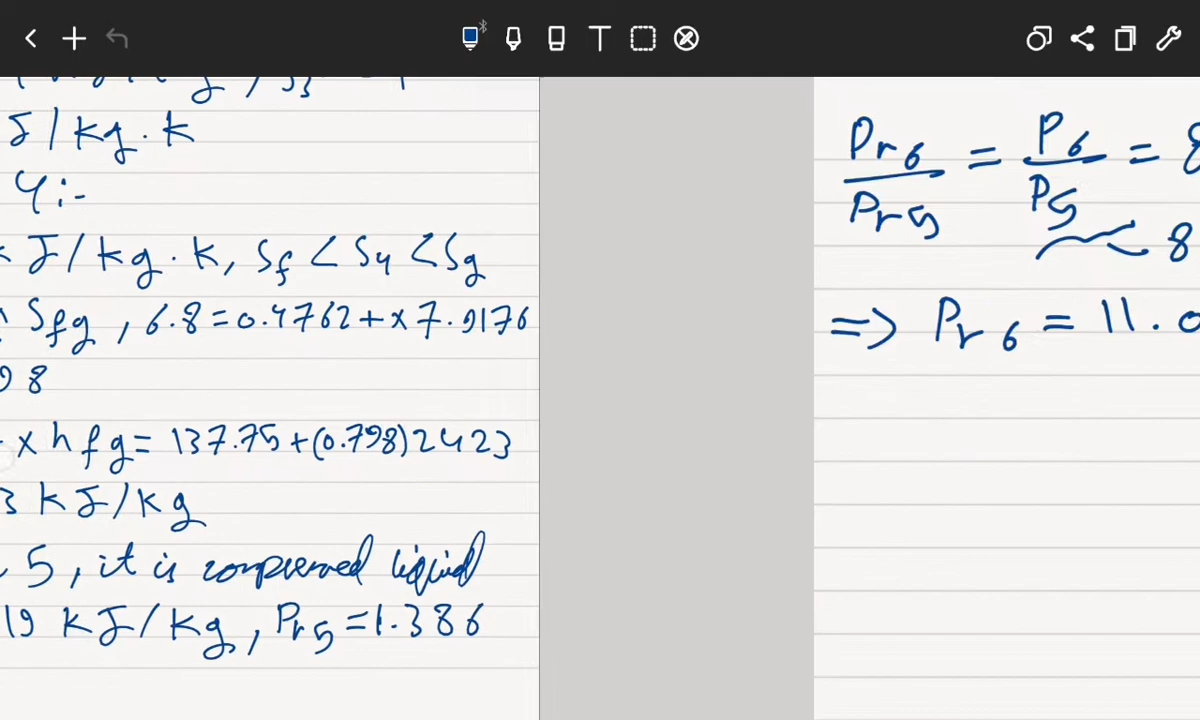 J/kg.k
4:-
J/kg.k, Sf < S4 < Sg
Sfg, 6.8 = 0.4762 + x 7.9176
98
x hfg = 137.75 + (0.798) 2423
3 kJ/kg
5, it is compressed liquid
19 kJ/kg, Pr5 = 1.386
Pr6/Pr5 = P6/P5 = 8
8
=> Pr6 = 11.0